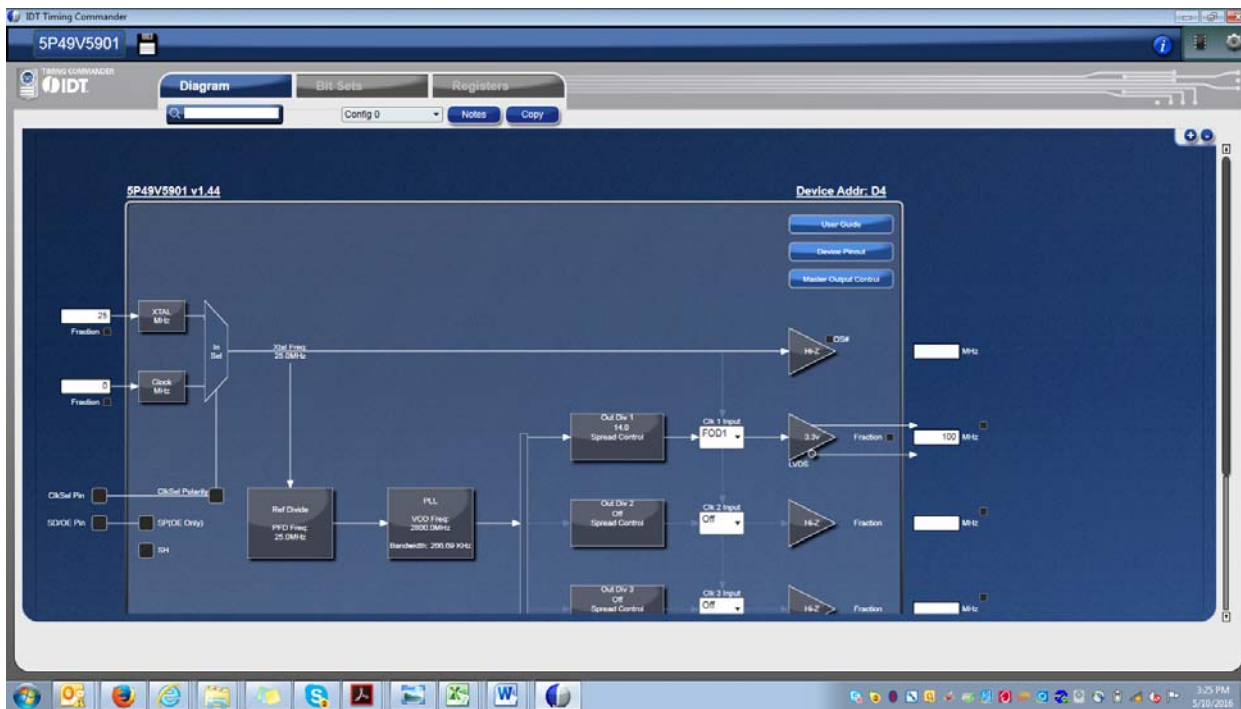 IDT Timing Commander
5P49V5901
TIMING COMMANDER
IDT
Diagram
Bit Sets
Registers
Config 0
Notes
Copy
5P49V5901 v1.44
Device Addr: D4
User Guide
Device Pinout
Master Output Control
25
XTAL
MHz
Fraction
In
Sel
Xtal Freq:
25.0MHz
Hi-Z
OS#
MHz
0
Clock
MHz
Fraction
Out Div 1
14.0
Spread Control
Clk 1 Input
FOD1
3.3v
LVDS
Fraction
100
MHz
ClkSel Pin
ClkSel Polarity
SD/OE Pin
SP(OE Only)
SH
Ref Divide
PFD Freq:
25.0MHz
PLL
VCO Freq:
2800.0MHz
Out Div 2
Off
Spread Control
Clk 2 Input
Off
Hi-Z
Fraction
MHz
Out Div 3
Off
Spread Control
Clk 3 Input
Off
Hi-Z
Fraction
MHz
3:25 PM
5/10/2016